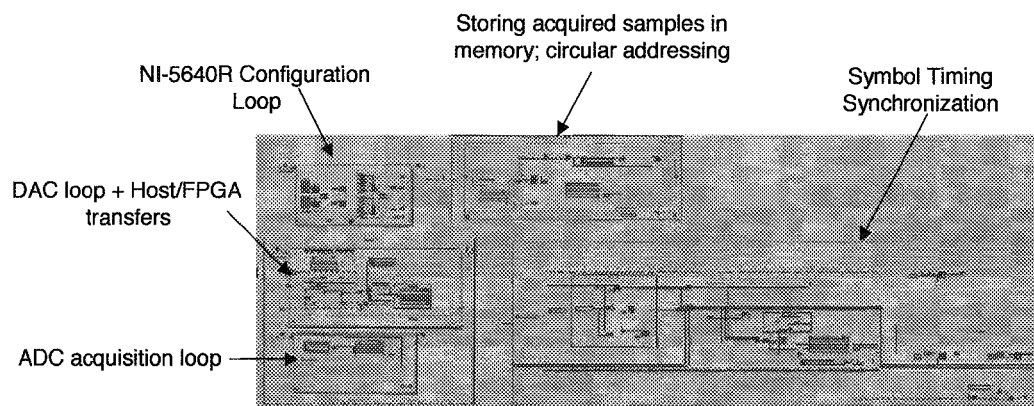 Storing acquired samples in
memory; circular addressing
NI-5640R Configuration
Loop
Symbol Timing
Synchronization
DAC loop + Host/FPGA
transfers
ADC acquisition loop